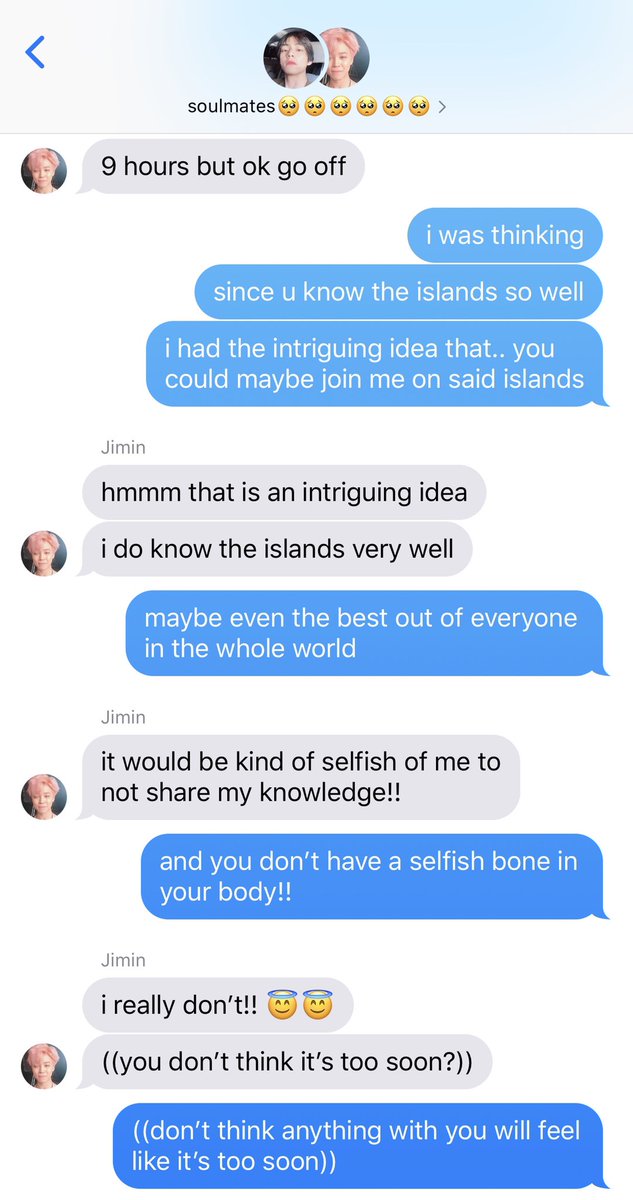 soulmates🥺🥺🥺🥺🥺🥺
9 hours but ok go off
i was thinking
since u know the islands so well
i had the intriguing idea that.. you
could maybe join me on said islands
Jimin
hmmm that is an intriguing idea
i do know the islands very well
maybe even the best out of everyone
in the whole world
Jimin
it would be kind of selfish of me to
not share my knowledge!!
and you don’t have a selfish bone in
your body!!
Jimin
i really don’t!! 😇😇
((you don’t think it’s too soon?))
((don’t think anything with you will feel
like it’s too soon))